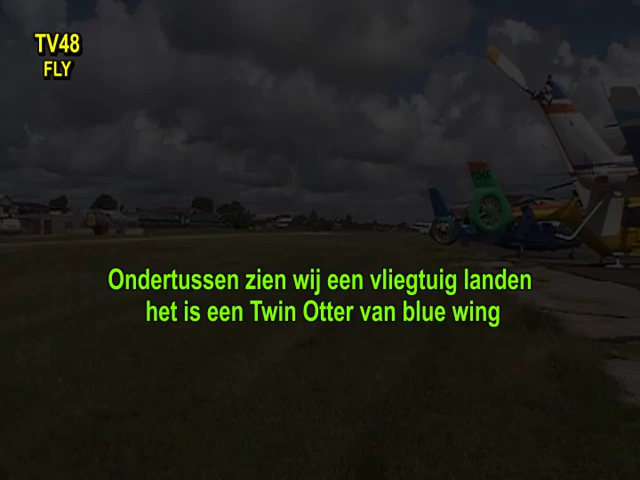 TV48
FLY
Ondertussen zien wij een vliegtuig landen
het is een Twin Otter van blue wing